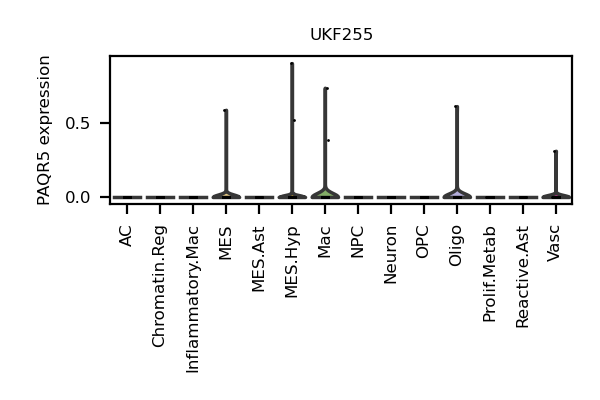 UKF255
PAQR5 expression
0.5
0.0
AC
Chromatin.Reg
Inflammatory.Mac
MES
MES.Ast
MES.Hyp
Mac
NPC
Neuron
OPC
Oligo
Prolif.Metab
Reactive.Ast
Vasc